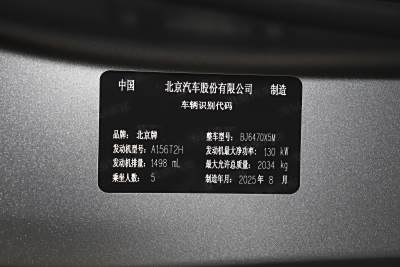 中国 北京汽车股份有限公司 制造
车辆识别代码
品牌: 北京牌 整车型号: BJ6470X5M7
发动机型号: A156T2H 发动机最大净功率: 130 kW
发动机排量: 1498 mL 最大允许总质量: 2034 kg
乘坐人数: 5 制造年月: 2025 年 8 月